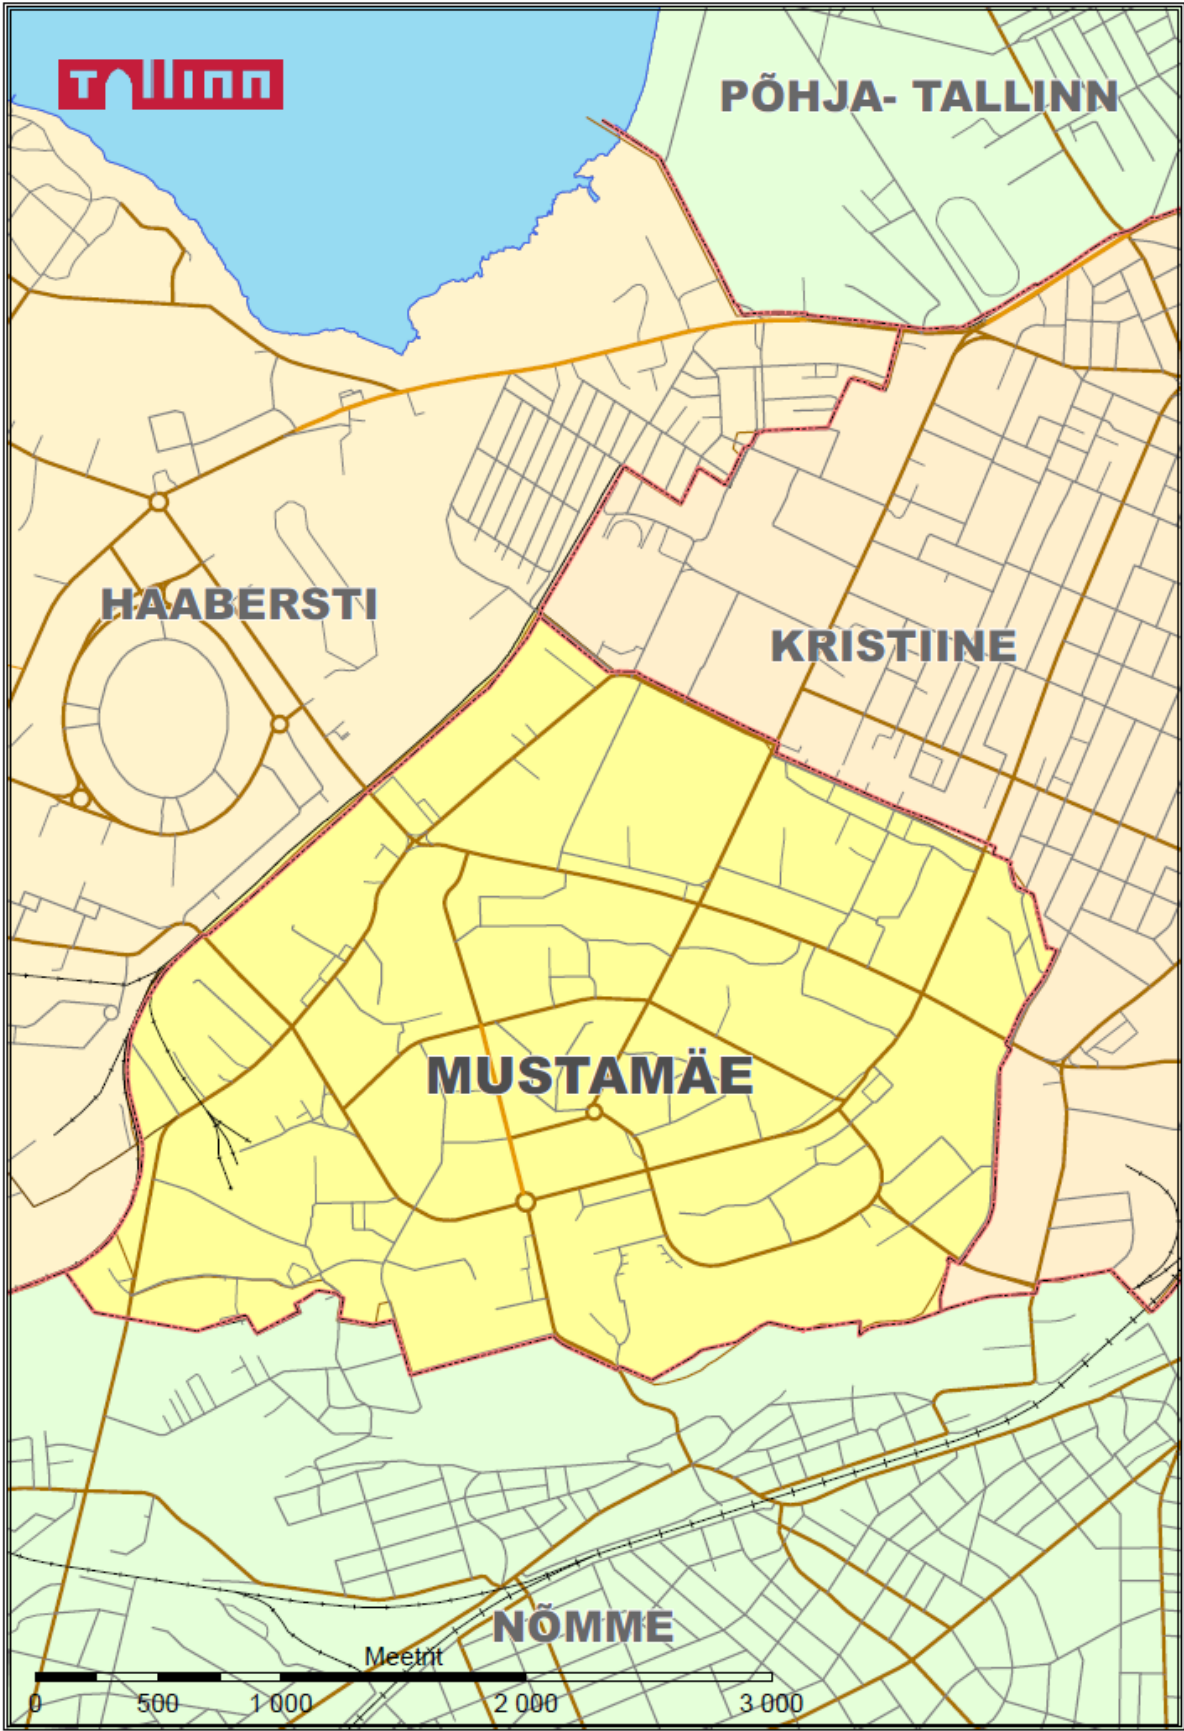 Tallinn
PÕHJA- TALLINN
HAABERSTI
KRISTIINE
MUSTAMÄE
NÕMME
Meetrit
0 500 1 000 2 000 3 000